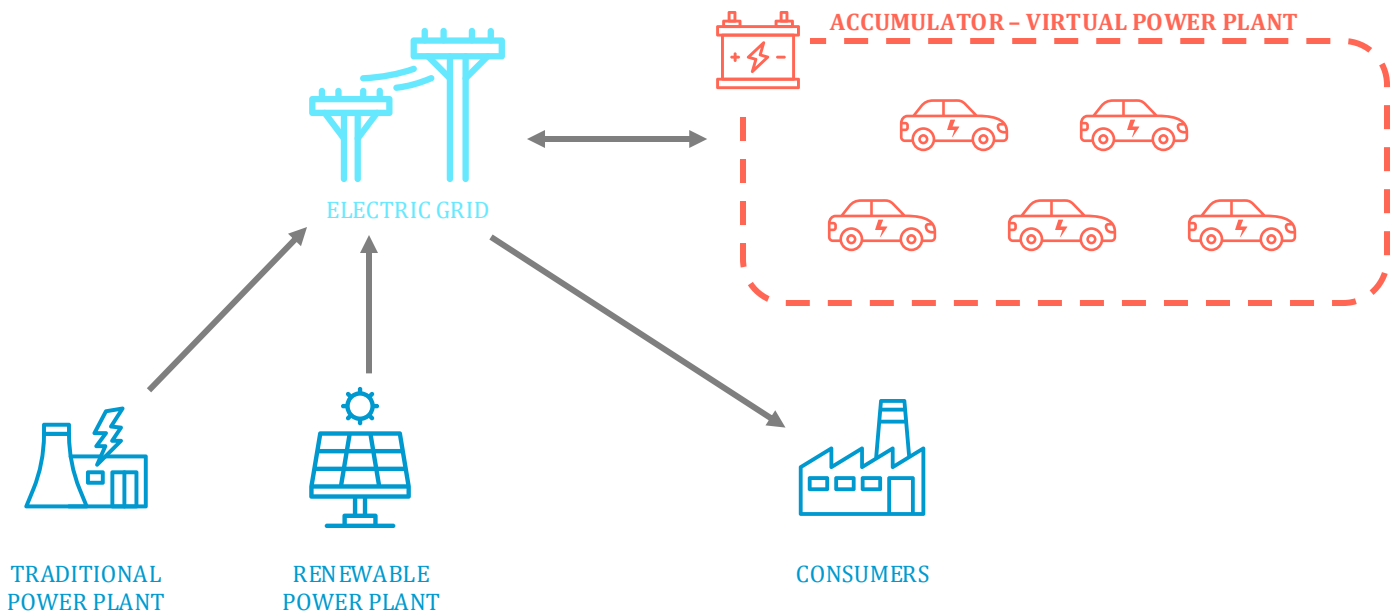 ACCUMULATOR – VIRTUAL POWER PLANT
+ -
ELECTRIC GRID
TRADITIONAL
POWER PLANT
RENEWABLE
POWER PLANT
CONSUMERS